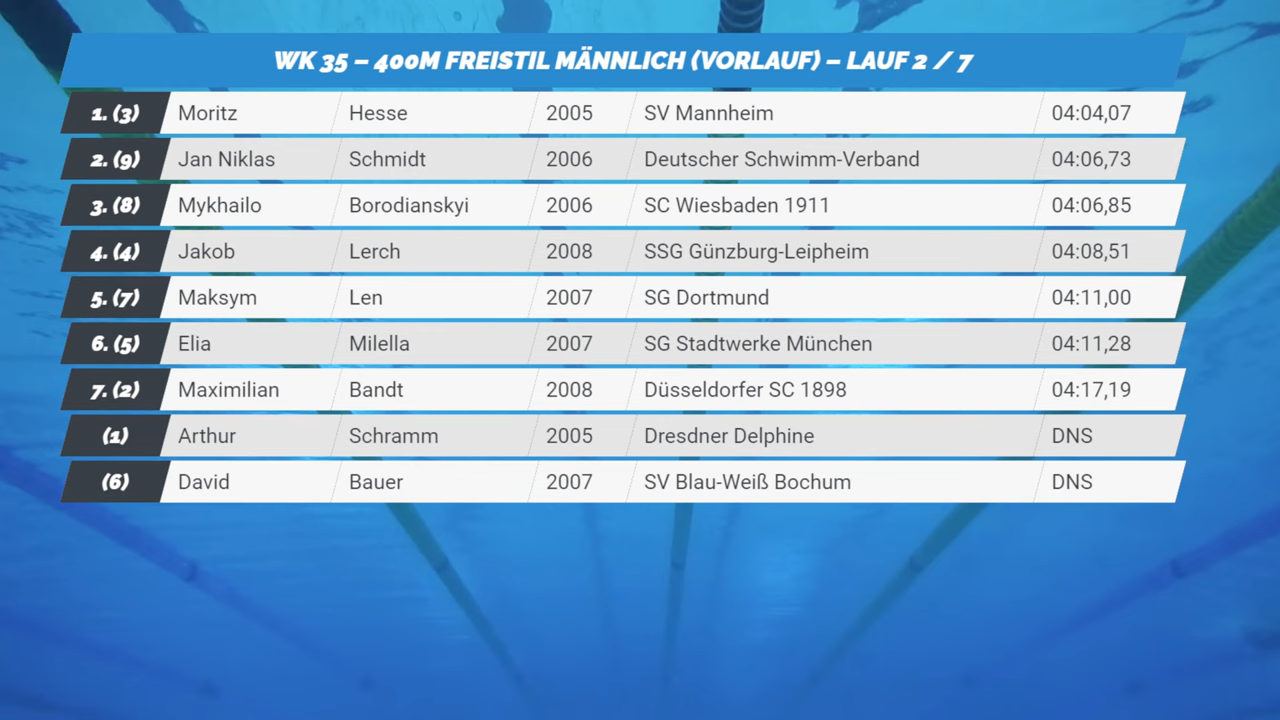 WK 35 – 400M FREISTIL MÄNNLICH (VORLAUF) – LAUF 2 / 7
1. (3) Moritz Hesse 2005 SV Mannheim 04:04,07
2. (9) Jan Niklas Schmidt 2006 Deutscher Schwimm-Verband 04:06,73
3. (8) Mykhailo Borodianskyi 2006 SC Wiesbaden 1911 04:06,85
4. (4) Jakob Lerch 2008 SSG Günzburg-Leipheim 04:08,51
5. (7) Maksym Len 2007 SG Dortmund 04:11,00
6. (5) Elia Milella 2007 SG Stadtwerke München 04:11,28
7. (2) Maximilian Bandt 2008 Düsseldorfer SC 1898 04:17,19
(1) Arthur Schramm 2005 Dresdner Delphine DNS
(6) David Bauer 2007 SV Blau-Weiß Bochum DNS